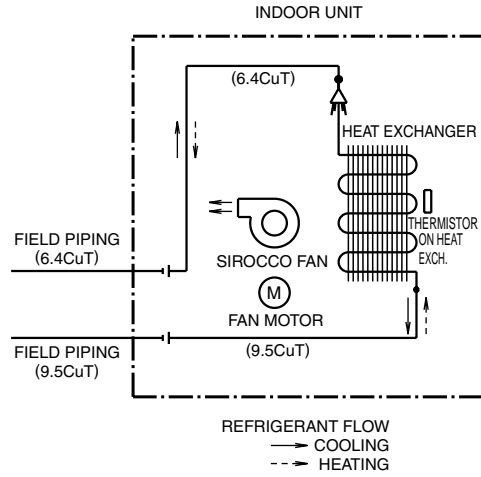 INDOOR UNIT
(6.4CuT)
HEAT EXCHANGER
THERMISTOR
ON HEAT
EXCH.
FIELD PIPING
(6.4CuT)
SIROCCO FAN
M
FAN MOTOR
FIELD PIPING
(9.5CuT)
(9.5CuT)
REFRIGERANT FLOW
COOLING
HEATING